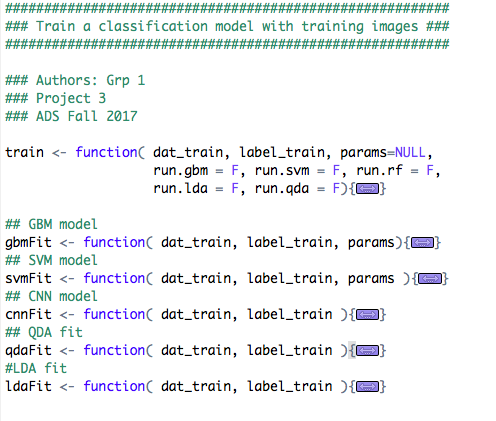 ########################################################
### Train a classification model with training images ###
########################################################
### Authors: Grp 1
### Project 3
### ADS Fall 2017
train <- function( dat_train, label_train, params=NULL,
run.gbm = F, run.svm = F, run.rf = F,
run.lda = F, run.qda = F){}
## GBM model
gbmFit <- function( dat_train, label_train, params){}
## SVM model
svmFit <- function( dat_train, label_train, params ){}
## CNN model
cnnFit <- function( dat_train, label_train ){}
## QDA fit
qdaFit <- function( dat_train, label_train ){}
#LDA fit
ldaFit <- function( dat_train, label_train ){}